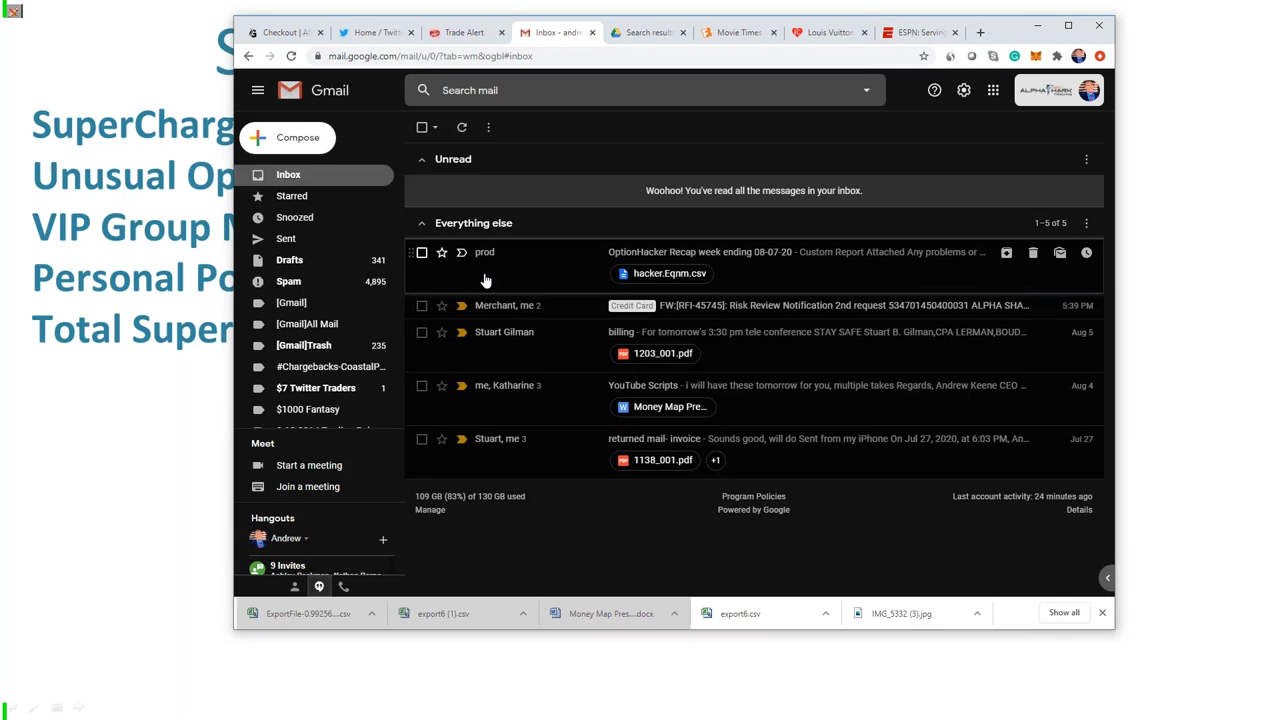 Checkout | Al
Home / Twitt
Trade Alert
Inbox - andre
Search result
Movie Times
Louis Vuitton
ESPN: Servin
mail.google.com/mail/u/0/?tab=wm&ogbl#inbox
Gmail
Search mail
ALPHA SHARK
Compose
Inbox
Starred
Snoozed
Sent
Drafts 341
Spam 4,895
[Gmail]
[Gmail]All Mail
[Gmail]Trash 235
#Chargebacks-CoastalP...
$7 Twitter Traders 1
$1000 Fantasy
Meet
Start a meeting
Join a meeting
Hangouts
Andrew
9 Invites
Unread
Woohoo! You've read all the messages in your inbox.
Everything else 1–5 of 5
prod OptionHacker Recap week ending 08-07-20 - Custom Report Attached Any problems or ...
hacker.Eqnm.csv
Merchant, me 2 Credit Card FW:[RFI-45745]: Risk Review Notification 2nd request 534701450400031 ALPHA SHA... 5:39 PM
Stuart Gilman billing - For tomorrow's 3:30 pm tele conference STAY SAFE Stuart B. Gilman,CPA LERMAN,BOUD... Aug 5
1203_001.pdf
me, Katharine 3 YouTube Scripts - i will have these tomorrow for you, multiple takes Regards, Andrew Keene CEO ... Aug 4
Money Map Pre...
Stuart, me 3 returned mail- invoice - Sounds good, will do Sent from my iPhone On Jul 27, 2020, at 6:03 PM, An... Jul 27
1138_001.pdf +1
109 GB (83%) of 130 GB used
Manage
Program Policies
Powered by Google
Last account activity: 24 minutes ago
Details
ExportFile-0.99256....csv
export6 (1).csv
Money Map Pres....docx
export6.csv
IMG_5332 (3).jpg
Show all
S
SuperCharg
Unusual Op
VIP Group M
Personal Po
Total Super